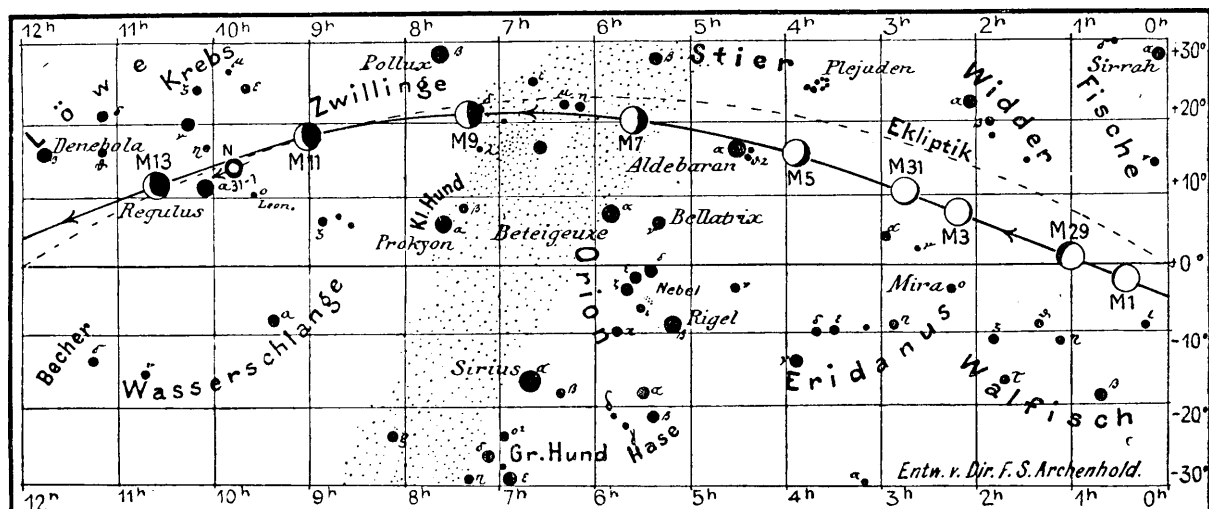 12ʰ 11ʰ 10ʰ 9ʰ 8ʰ 7ʰ 6ʰ 5ʰ 4ʰ 3ʰ 2ʰ 1ʰ 0ʰ
+30°
Löwe
Krebs
Pollux
Zwillinge
Stier
Plejaden
Widder
Fische
Sirrah
+20°
Denebola
M13
N
M11
M9
M7
Aldebaran
M5
Ekliptik
M31
+10°
Regulus
α31-1
Leon.
Kl. Hund
Prokyon
Beteigeuze
Bellatrix
M3
M29
M1
0°
Orion
Nebel
Mira
Rigel
Becher
Wasserschlange
Sirius
Eridanus
Walfisch
-10°
-20°
Gr. Hund
Hase
Entw. v. Dir. F. S. Archenhold.
-30°
12ʰ 11ʰ 10ʰ 9ʰ 8ʰ 7ʰ 6ʰ 5ʰ 4ʰ 3ʰ 2ʰ 1ʰ 0ʰ